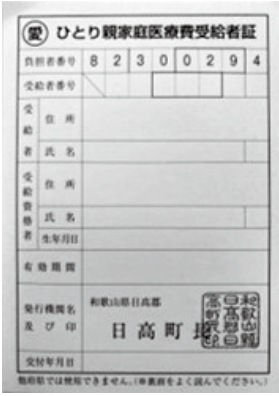 愛 ひとり親家庭医療費受給者証
負担者番号 8 2 3 0 0 2 9 4
受給者番号
受給者 住所
氏名
受給資格者 住所
氏名
生年月日
有効期間
発行機関名及び印 和歌山県日高郡
日高町長
交付年月日
他府県では使用できません。(※裏面をよく読んでください。)